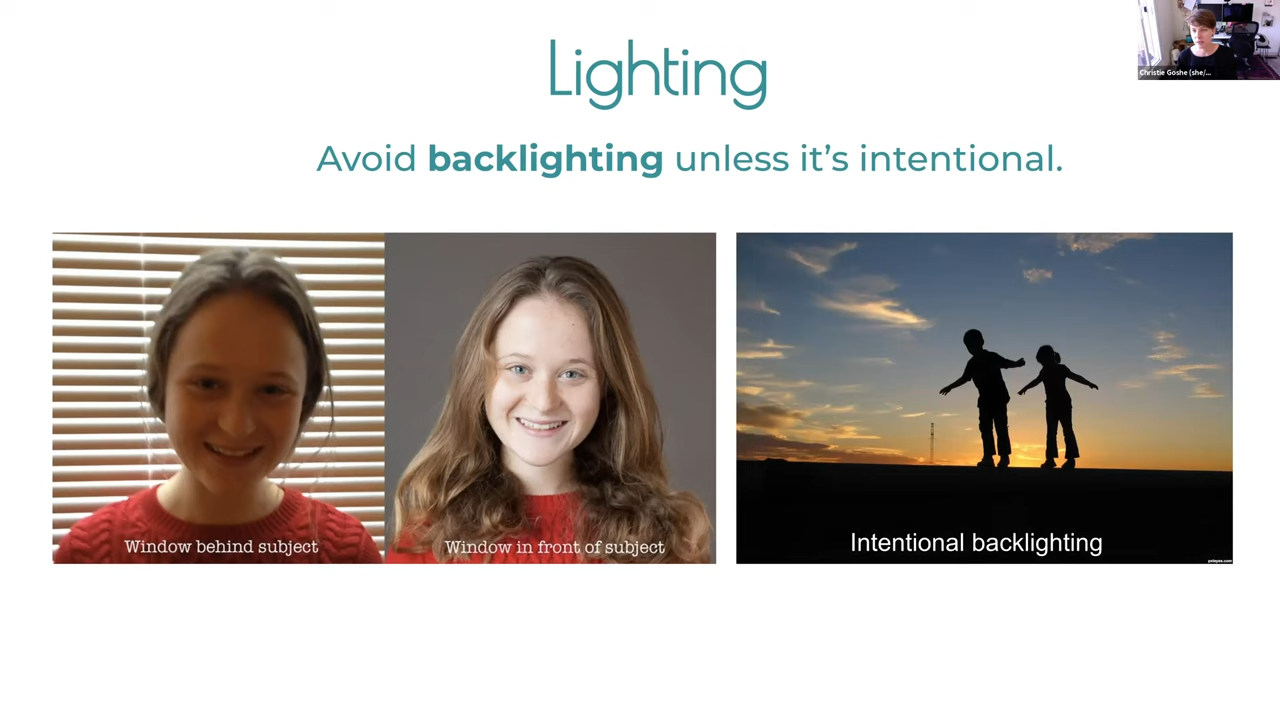 Lighting
Christie Goshe (she/...
Avoid backlighting unless it's intentional.
Window behind subject
Window in front of subject
Intentional backlighting